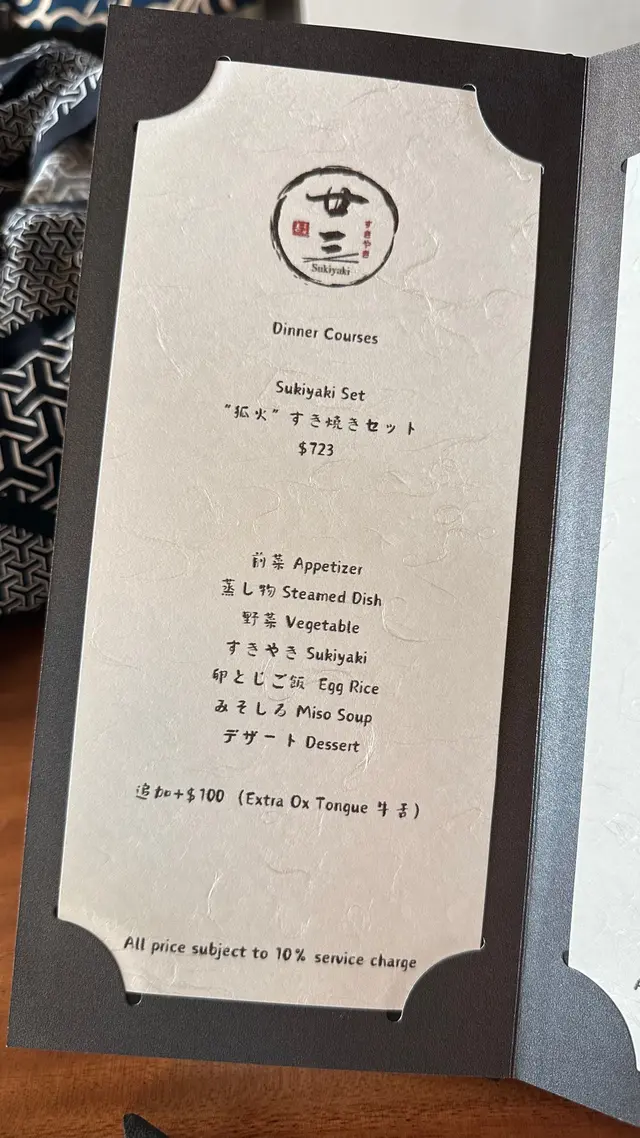 廿三
すきやき
Sukiyaki
Dinner Courses
Sukiyaki Set
"狐火"すき焼きセット
$723
前菜 Appetizer
蒸し物 Steamed Dish
野菜 Vegetable
すきやき Sukiyaki
卵とじご飯 Egg Rice
みそしる Miso Soup
デザート Dessert
追加+$100 (Extra Ox Tongue 牛舌)
All price subject to 10% service charge